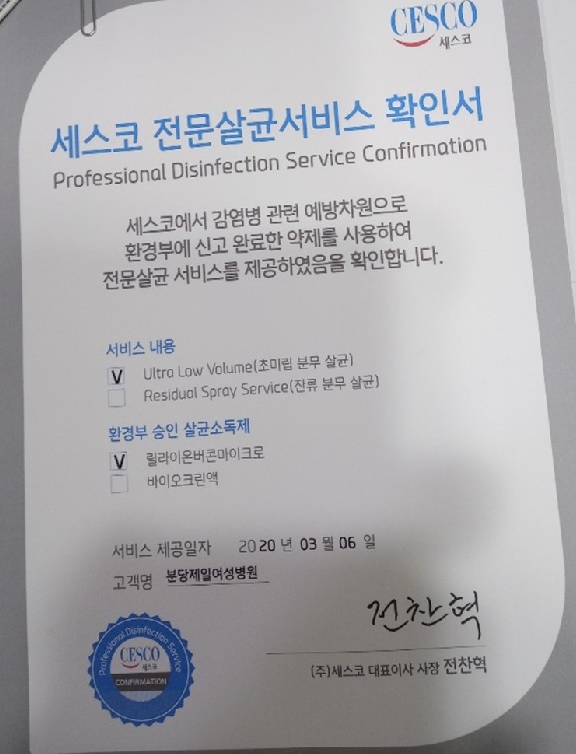 CESCO
세스코
세스코 전문살균서비스 확인서
Professional Disinfection Service Confirmation
세스코에서 감염병 관련 예방차원으로
환경부에 신고 완료한 약제를 사용하여
전문살균 서비스를 제공하였음을 확인합니다.
서비스 내용
V Ultra Low Volume(초미립 분무 살균)
Residual Spray Service(잔류 분무 살균)
환경부 승인 살균소독제
V 릴라이온버콘마이크로
바이오크린액
서비스 제공일자 2020 년 03 월 06 일
고객명 분당제일여성병원
전찬혁
(주)세스코 대표이사 사장 전찬혁
Professional Disinfection Service
CESCO
세스코
CONFIRMATION